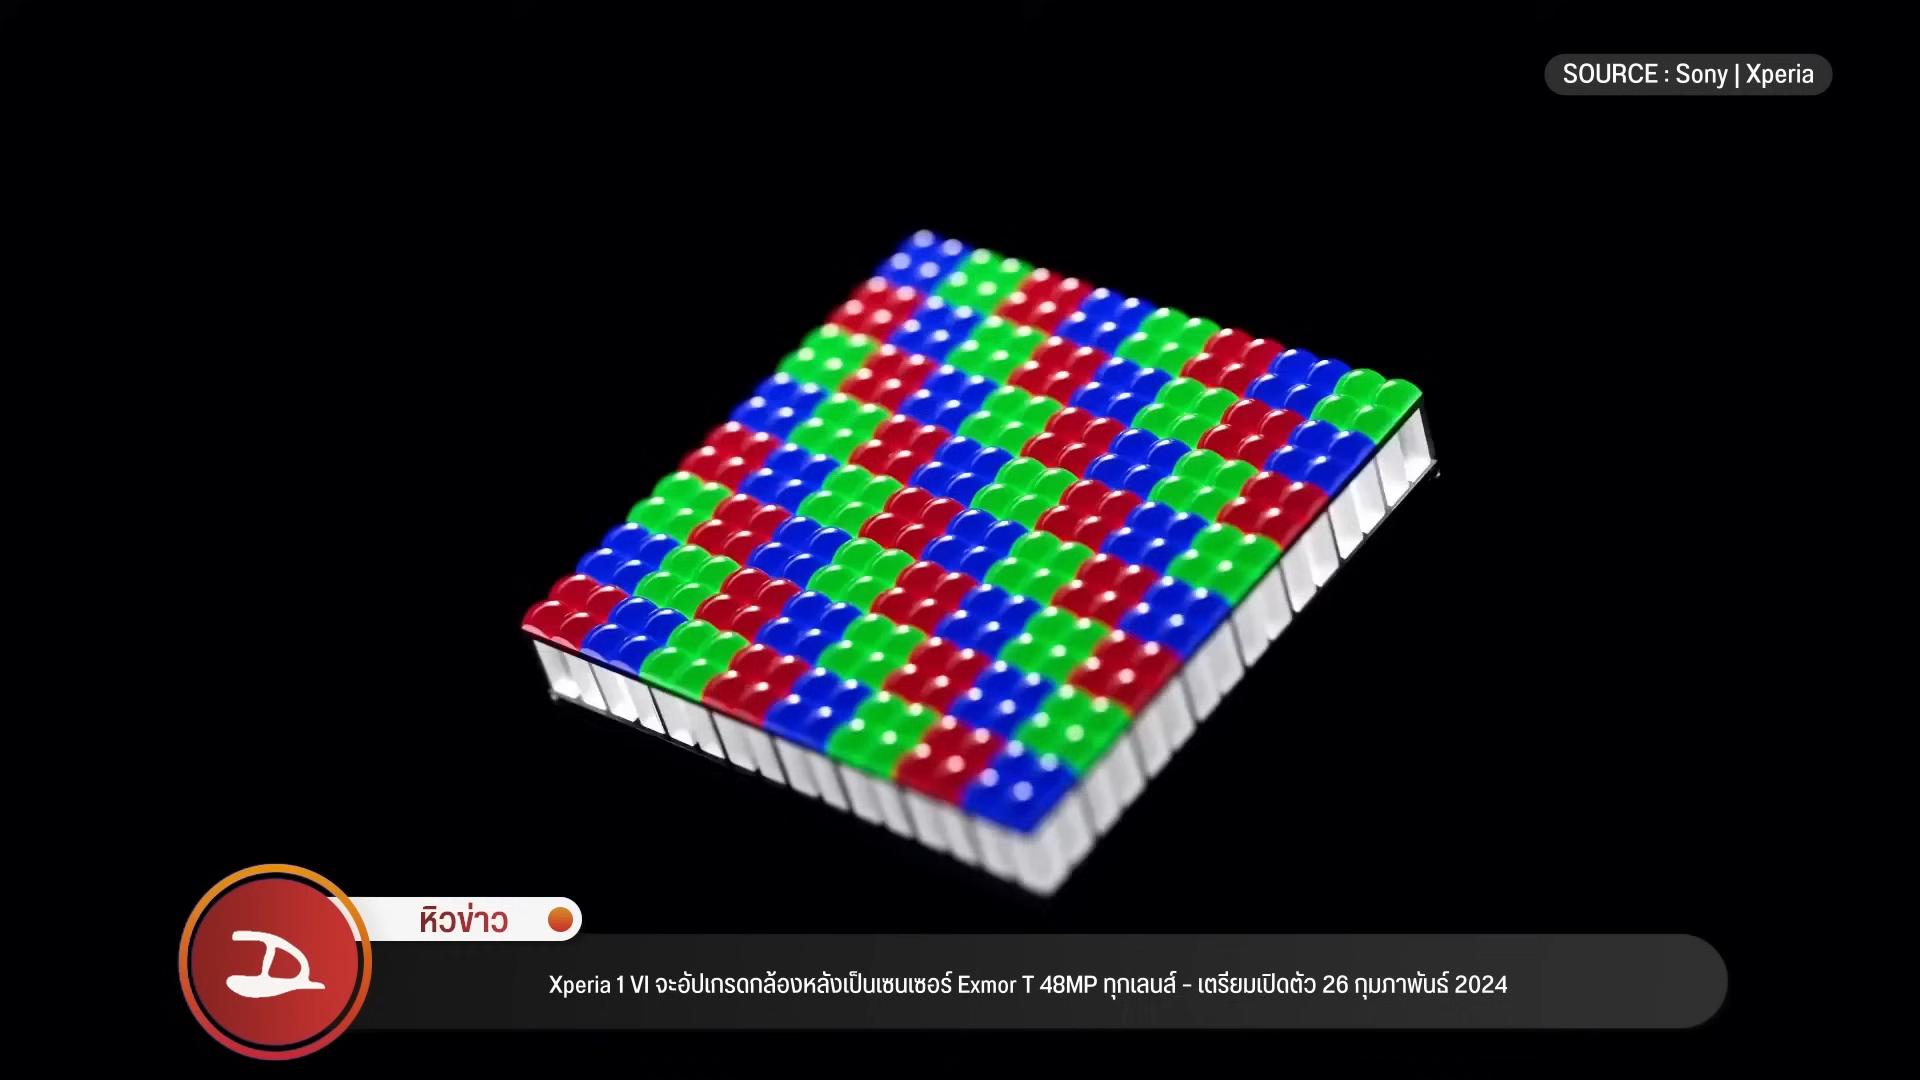 SOURCE : Sony | Xperia
หิวข่าว
Xperia 1 VI จะอัปเกรดกล้องหลังเป็นเซนเซอร์ Exmor T 48MP ทุกเลนส์ - เตรียมเปิดตัว 26 กุมภาพันธ์ 2024